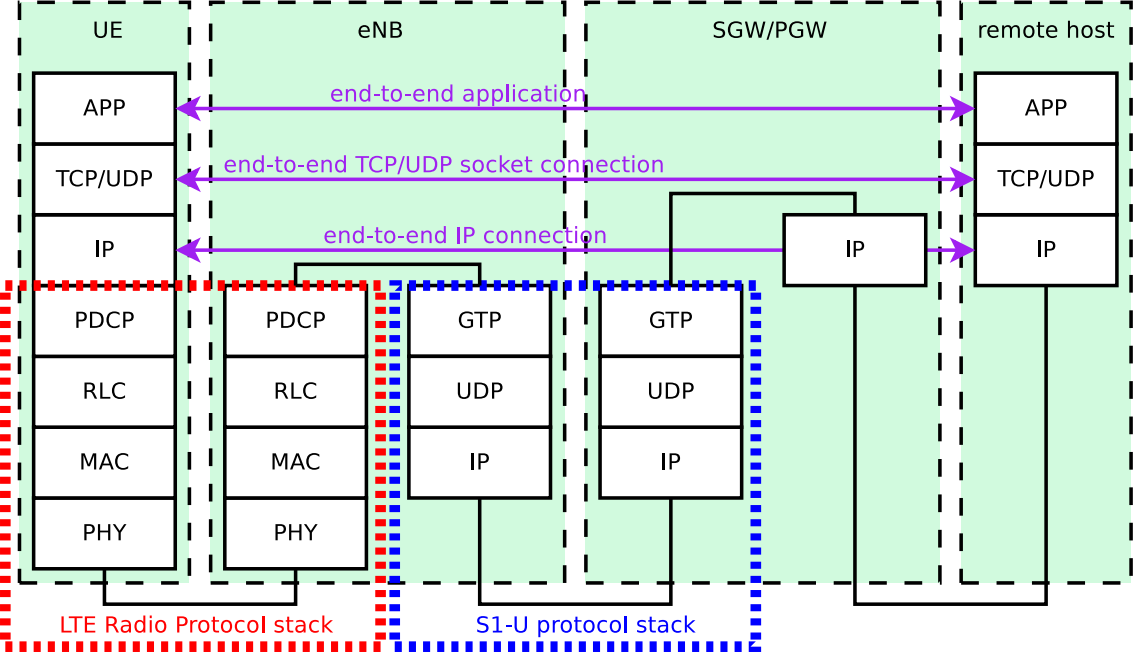 UE
eNB
SGW/PGW
remote host
APP
end-to-end application
APP
TCP/UDP
end-to-end TCP/UDP socket connection
TCP/UDP
IP
end-to-end IP connection
IP
IP
PDCP
PDCP
GTP
GTP
RLC
RLC
UDP
UDP
MAC
MAC
IP
IP
PHY
PHY
LTE Radio Protocol stack
S1-U protocol stack